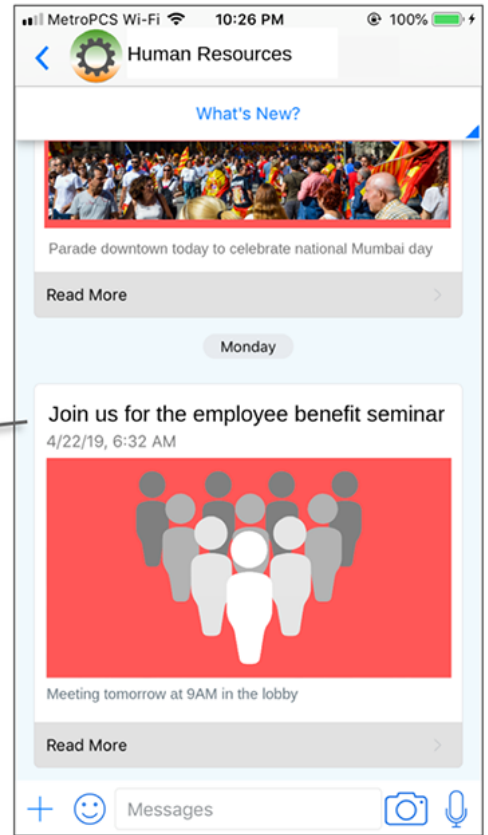 MetroPCS Wi-Fi 10:26 PM 100%
Human Resources
What's New?
Parade downtown today to celebrate national Mumbai day
Read More
Monday
Join us for the employee benefit seminar
4/22/19, 6:32 AM
Meeting tomorrow at 9AM in the lobby
Read More
Messages